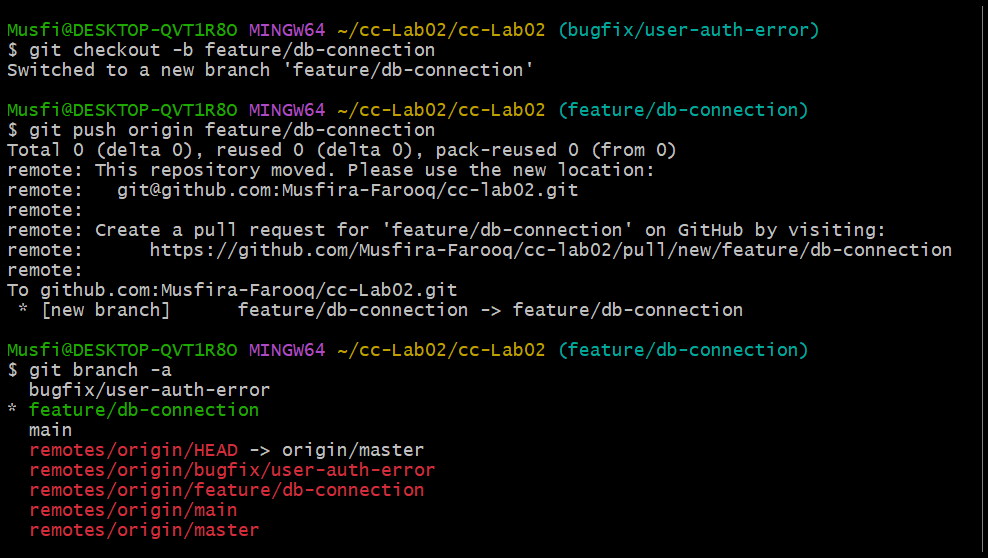 Musfi@DESKTOP-QVT1R8O MINGW64 ~/cc-Lab02/cc-Lab02 (bugfix/user-auth-error)
$ git checkout -b feature/db-connection
Switched to a new branch 'feature/db-connection'
Musfi@DESKTOP-QVT1R8O MINGW64 ~/cc-Lab02/cc-Lab02 (feature/db-connection)
$ git push origin feature/db-connection
Total 0 (delta 0), reused 0 (delta 0), pack-reused 0 (from 0)
remote: This repository moved. Please use the new location:
remote:   git@github.com:Musfira-Farooq/cc-lab02.git
remote:
remote: Create a pull request for 'feature/db-connection' on GitHub by visiting:
remote:      https://github.com/Musfira-Farooq/cc-lab02/pull/new/feature/db-connection
remote:
To github.com:Musfira-Farooq/cc-Lab02.git
 * [new branch]      feature/db-connection -> feature/db-connection
Musfi@DESKTOP-QVT1R8O MINGW64 ~/cc-Lab02/cc-Lab02 (feature/db-connection)
$ git branch -a
  bugfix/user-auth-error
* feature/db-connection
  main
  remotes/origin/HEAD -> origin/master
  remotes/origin/bugfix/user-auth-error
  remotes/origin/feature/db-connection
  remotes/origin/main
  remotes/origin/master